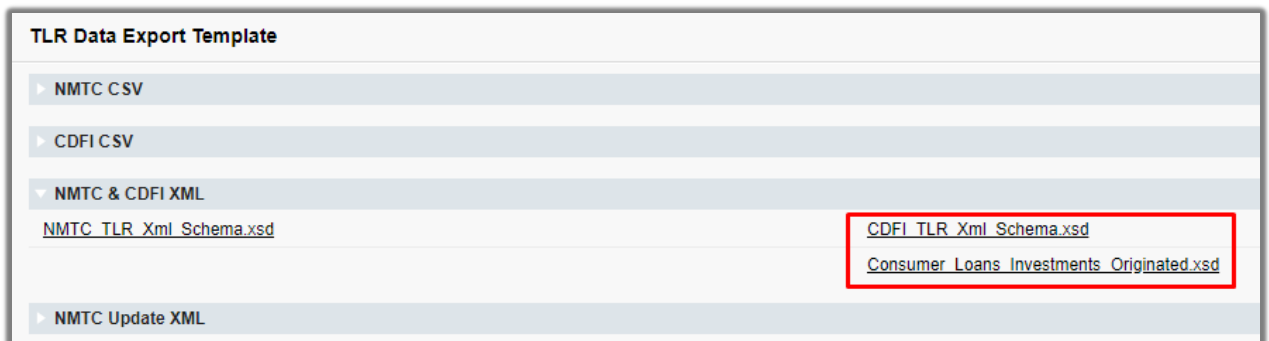 TLR Data Export Template
NMTC CSV
CDFI CSV
NMTC & CDFI XML
NMTC_TLR_Xml_Schema.xsd
CDFI_TLR_Xml_Schema.xsd
Consumer_Loans_Investments_Originated.xsd
NMTC Update XML